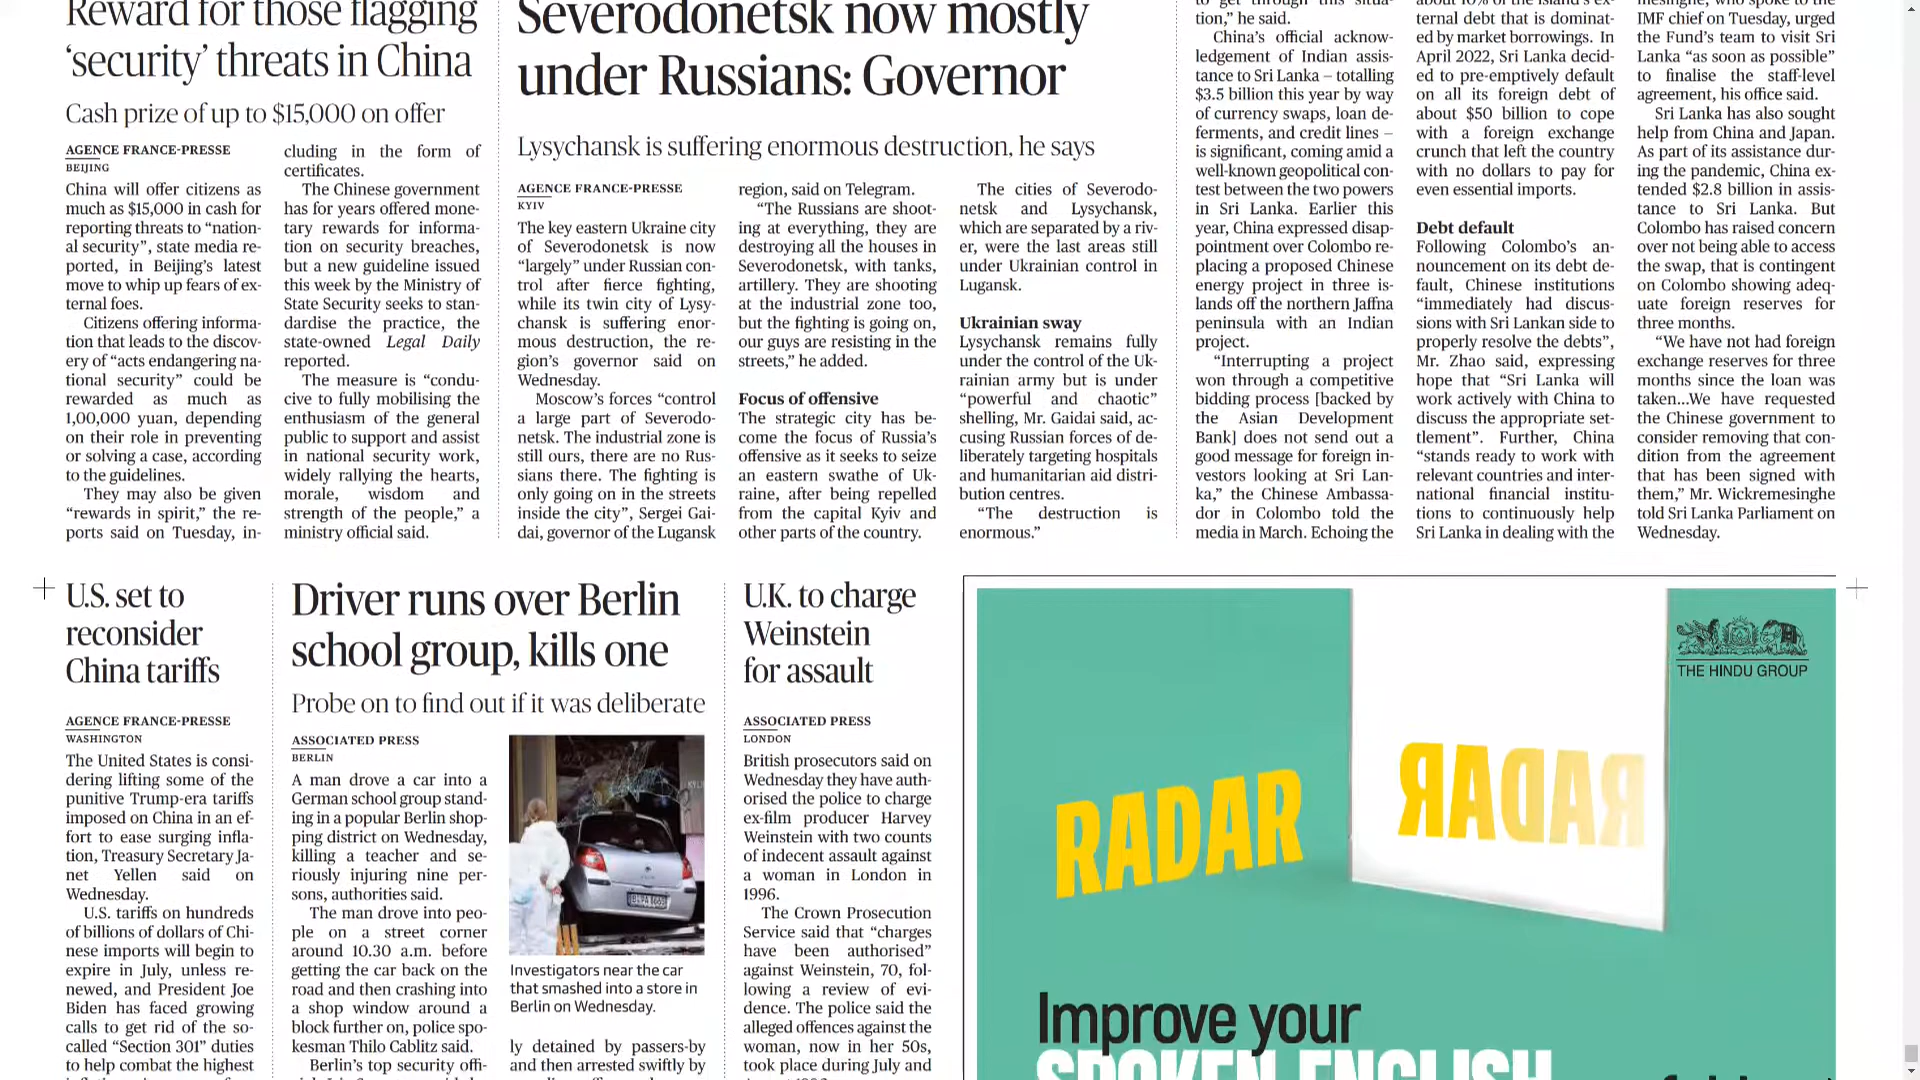 Reward for those flagging
‘security’ threats in China
Cash prize of up to $15,000 on offer
AGENCE FRANCE-PRESSE
BEIJING
China will offer citizens as
much as $15,000 in cash for
reporting threats to “nation-
al security”, state media re-
ported, in Beijing’s latest
move to whip up fears of ex-
ternal foes.
Citizens offering informa-
tion that leads to the discov-
ery of “acts endangering na-
tional security” could be
rewarded as much as
1,00,000 yuan, depending
on their role in preventing
or solving a case, according
to the guidelines.
They may also be given
“rewards in spirit,” the re-
ports said on Tuesday, in-
cluding in the form of
certificates.
The Chinese government
has for years offered mone-
tary rewards for informa-
tion on security breaches,
but a new guideline issued
this week by the Ministry of
State Security seeks to stan-
dardise the practice, the
state-owned Legal Daily
reported.
The measure is “condu-
cive to fully mobilising the
enthusiasm of the general
public to support and assist
in national security work,
widely rallying the hearts,
morale, wisdom and
strength of the people,” a
ministry official said.
Severodonetsk now mostly
under Russians: Governor
Lysychansk is suffering enormous destruction, he says
AGENCE FRANCE-PRESSE
KYIV
The key eastern Ukraine city
of Severodonetsk is now
“largely” under Russian con-
trol after fierce fighting,
while its twin city of Lysy-
chansk is suffering enor-
mous destruction, the re-
gion’s governor said on
Wednesday.
Moscow’s forces “control
a large part of Severodo-
netsk. The industrial zone is
still ours, there are no Rus-
sians there. The fighting is
only going on in the streets
inside the city”, Sergei Gai-
dai, governor of the Lugansk
region, said on Telegram.
“The Russians are shoot-
ing at everything, they are
destroying all the houses in
Severodonetsk, with tanks,
artillery. They are shooting
at the industrial zone too,
but the fighting is going on,
our guys are resisting in the
streets,” he added.
Focus of offensive
The strategic city has be-
come the focus of Russia’s
offensive as it seeks to seize
an eastern swathe of Uk-
raine, after being repelled
from the capital Kyiv and
other parts of the country.
The cities of Severodo-
netsk and Lysychansk,
which are separated by a riv-
er, were the last areas still
under Ukrainian control in
Lugansk.
Ukrainian sway
Lysychansk remains fully
under the control of the Uk-
rainian army but is under
“powerful and chaotic”
shelling, Mr. Gaidai said, ac-
cusing Russian forces of de-
liberately targeting hospitals
and humanitarian aid distri-
bution centres.
“The destruction is
enormous.”
to get through this situa-
tion,” he said.
China’s official acknow-
ledgement of Indian assis-
tance to Sri Lanka – totalling
$3.5 billion this year by way
of currency swaps, loan de-
ferments, and credit lines –
is significant, coming amid a
well-known geopolitical con-
test between the two powers
in Sri Lanka. Earlier this
year, China expressed disap-
pointment over Colombo re-
placing a proposed Chinese
energy project in three is-
lands off the northern Jaffna
peninsula with an Indian
project.
“Interrupting a project
won through a competitive
bidding process [backed by
the Asian Development
Bank] does not send out a
good message for foreign in-
vestors looking at Sri Lan-
ka,” the Chinese Ambassa-
dor in Colombo told the
media in March. Echoing the
about 10% of the island’s ex-
ternal debt that is dominat-
ed by market borrowings. In
April 2022, Sri Lanka decid-
ed to pre-emptively default
on all its foreign debt of
about $50 billion to cope
with a foreign exchange
crunch that left the country
with no dollars to pay for
even essential imports.
Debt default
Following Colombo’s an-
nouncement on its debt de-
fault, Chinese institutions
“immediately had discus-
sions with Sri Lankan side to
properly resolve the debts”,
Mr. Zhao said, expressing
hope that “Sri Lanka will
work actively with China to
discuss the appropriate set-
tlement”. Further, China
“stands ready to work with
relevant countries and inter-
national financial institu-
tions to continuously help
Sri Lanka in dealing with the
mesinghe, who spoke to the
IMF chief on Tuesday, urged
the Fund’s team to visit Sri
Lanka “as soon as possible”
to finalise the staff-level
agreement, his office said.
Sri Lanka has also sought
help from China and Japan.
As part of its assistance dur-
ing the pandemic, China ex-
tended $2.8 billion in assis-
tance to Sri Lanka. But
Colombo has raised concern
over not being able to access
the swap, that is contingent
on Colombo showing adeq-
uate foreign reserves for
three months.
“We have not had foreign
exchange reserves for three
months since the loan was
taken...We have requested
the Chinese government to
consider removing that con-
dition from the agreement
that has been signed with
them,” Mr. Wickremesinghe
told Sri Lanka Parliament on
Wednesday.
U.S. set to
reconsider
China tariffs
AGENCE FRANCE-PRESSE
WASHINGTON
The United States is consi-
dering lifting some of the
punitive Trump-era tariffs
imposed on China in an ef-
fort to ease surging infla-
tion, Treasury Secretary Ja-
net Yellen said on
Wednesday.
U.S. tariffs on hundreds
of billions of dollars of Chi-
nese imports will begin to
expire in July, unless re-
newed, and President Joe
Biden has faced growing
calls to get rid of the so-
called “Section 301” duties
to help combat the highest
Driver runs over Berlin
school group, kills one
Probe on to find out if it was deliberate
ASSOCIATED PRESS
BERLIN
A man drove a car into a
German school group stand-
ing in a popular Berlin shop-
ping district on Wednesday,
killing a teacher and se-
riously injuring nine per-
sons, authorities said.
The man drove into peo-
ple on a street corner
around 10.30 a.m. before
getting the car back on the
road and then crashing into
a shop window around a
block further on, police spo-
kesman Thilo Cablitz said.
Berlin’s top security offi-
Investigators near the car
that smashed into a store in
Berlin on Wednesday.
ly detained by passers-by
and then arrested swiftly by
U.K. to charge
Weinstein
for assault
ASSOCIATED PRESS
LONDON
British prosecutors said on
Wednesday they have auth-
orised the police to charge
ex-film producer Harvey
Weinstein with two counts
of indecent assault against
a woman in London in
1996.
The Crown Prosecution
Service said that “charges
have been authorised”
against Weinstein, 70, fol-
lowing a review of evi-
dence. The police said the
alleged offences against the
woman, now in her 50s,
took place during July and
THE HINDU GROUP
RADAR
RADAR
Improve your
SPOKEN ENGLISH